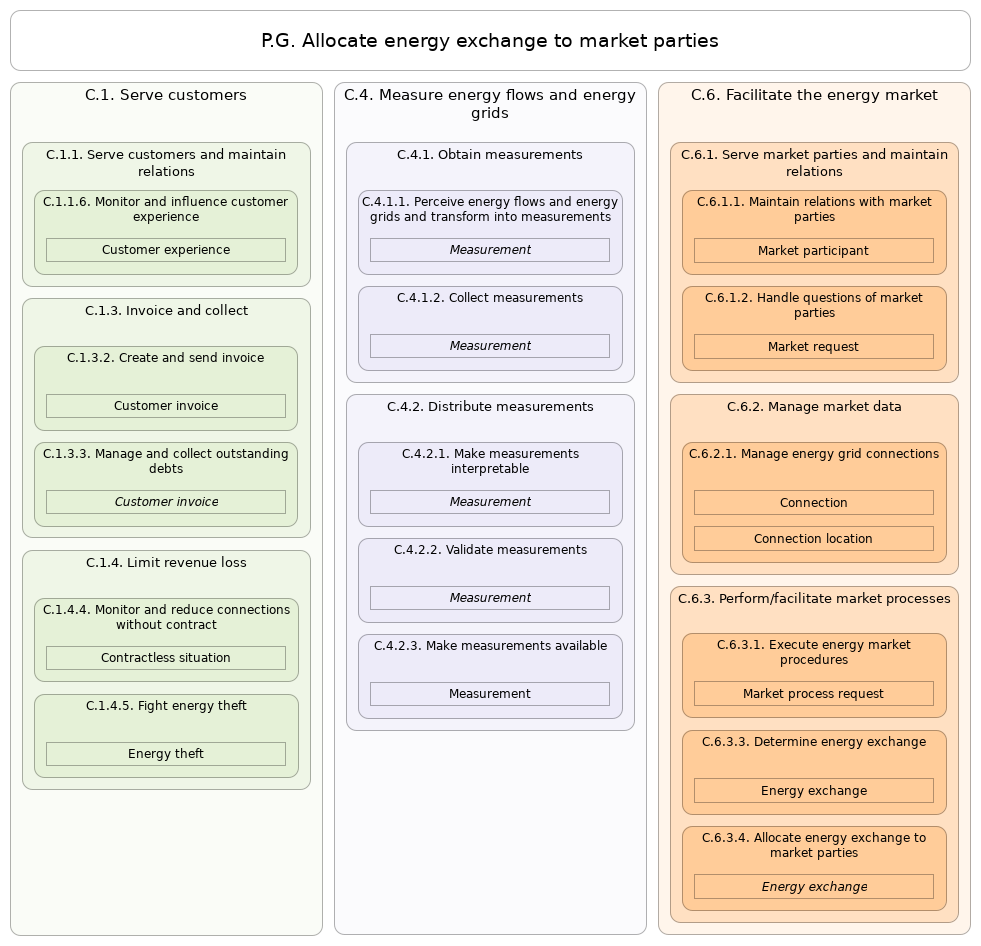 P.G. Allocate energy exchange to market parties
C.1. Serve customers
C.1.1. Serve customers and maintain
relations
C.1.1.6. Monitor and influence customer
experience
Customer experience
C.1.3. Invoice and collect
C.1.3.2. Create and send invoice
Customer invoice
C.1.3.3. Manage and collect outstanding
debts
Customer invoice
C.1.4. Limit revenue loss
C.1.4.4. Monitor and reduce connections
without contract
Contractless situation
C.1.4.5. Fight energy theft
Energy theft
C.4. Measure energy flows and energy
grids
C.4.1. Obtain measurements
C.4.1.1. Perceive energy flows and energy
grids and transform into measurements
Measurement
C.4.1.2. Collect measurements
Measurement
C.4.2. Distribute measurements
C.4.2.1. Make measurements
interpretable
Measurement
C.4.2.2. Validate measurements
Measurement
C.4.2.3. Make measurements available
Measurement
C.6. Facilitate the energy market
C.6.1. Serve market parties and maintain
relations
C.6.1.1. Maintain relations with market
parties
Market participant
C.6.1.2. Handle questions of market
parties
Market request
C.6.2. Manage market data
C.6.2.1. Manage energy grid connections
Connection
Connection location
C.6.3. Perform/facilitate market processes
C.6.3.1. Execute energy market
procedures
Market process request
C.6.3.3. Determine energy exchange
Energy exchange
C.6.3.4. Allocate energy exchange to
market parties
Energy exchange